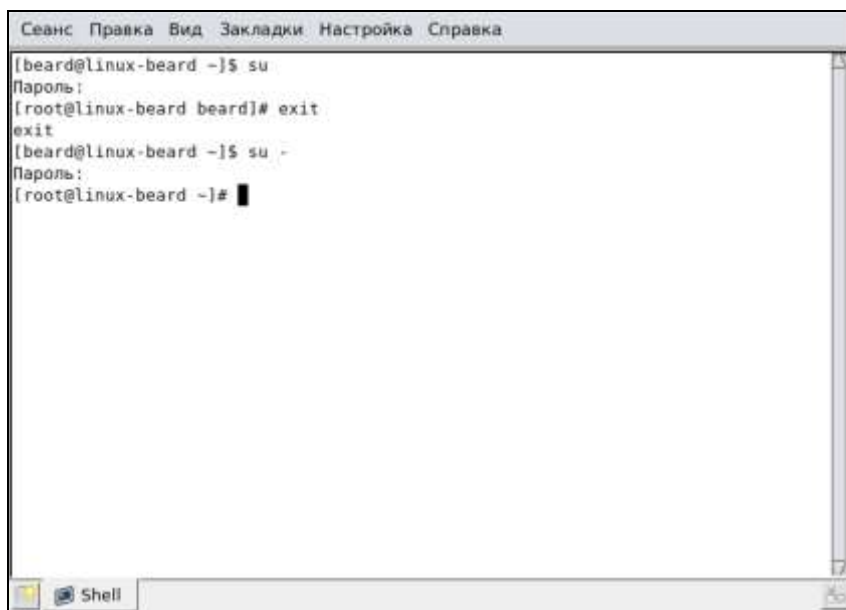 Сеанс Правка Вид Закладки Настройка Справка
[beard@linux-beard ~]$ su
Пароль:
[root@linux-beard beard]# exit
exit
[beard@linux-beard ~]$ su -
Пароль:
[root@linux-beard ~]#
Shell